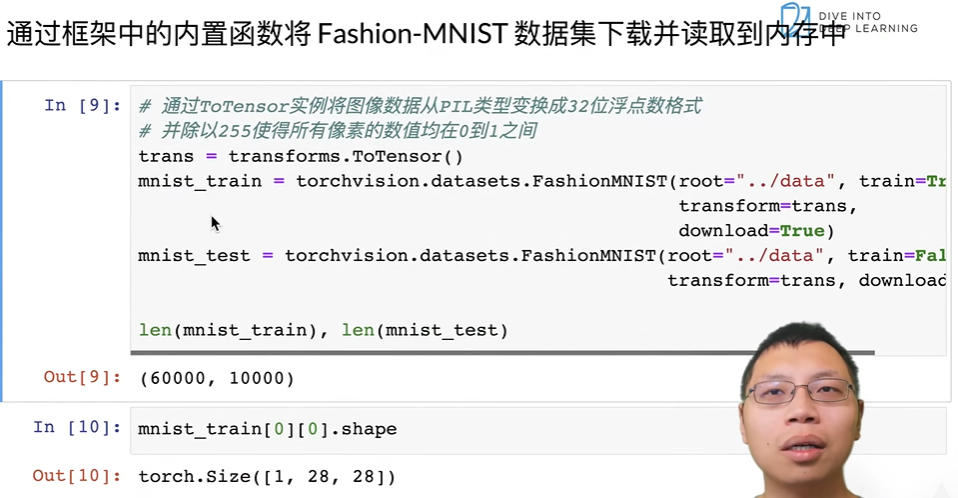 通过框架中的内置函数将 Fashion-MNIST 数据集下载并读取到内存中
DIVE INTO
DEEP LEARNING
In [9]:
# 通过ToTensor实例将图像数据从PIL类型变换成32位浮点数格式
# 并除以255使得所有像素的数值均在0到1之间
trans = transforms.ToTensor()
mnist_train = torchvision.datasets.FashionMNIST(root="../data", train=Tr
transform=trans,
download=True)
mnist_test = torchvision.datasets.FashionMNIST(root="../data", train=Fal
transform=trans, download
len(mnist_train), len(mnist_test)
Out[9]: (60000, 10000)
In [10]: mnist_train[0][0].shape
Out[10]: torch.Size([1, 28, 28])